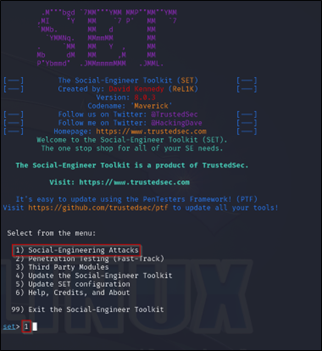 [---] The Social-Engineer Toolkit (SET) [---]
[---] Created by: David Kennedy (ReL1K) [---]
Version: 8.0.3
Codename: 'Maverick'
[---] Follow us on Twitter: @TrustedSec [---]
[---] Follow me on Twitter: @HackingDave [---]
[---] Homepage: https://www.trustedsec.com [---]
Welcome to the Social-Engineer Toolkit (SET).
The one stop shop for all of your SE needs.
The Social-Engineer Toolkit is a product of TrustedSec.
Visit: https://www.trustedsec.com
It's easy to update using the PenTesters Framework! (PTF)
Visit https://github.com/trustedsec/ptf to update all your tools!
Select from the menu:
1) Social-Engineering Attacks
2) Penetration Testing (Fast-Track)
3) Third Party Modules
4) Update the Social-Engineer Toolkit
5) Update SET configuration
6) Help, Credits, and About
99) Exit the Social-Engineer Toolkit
set> 1